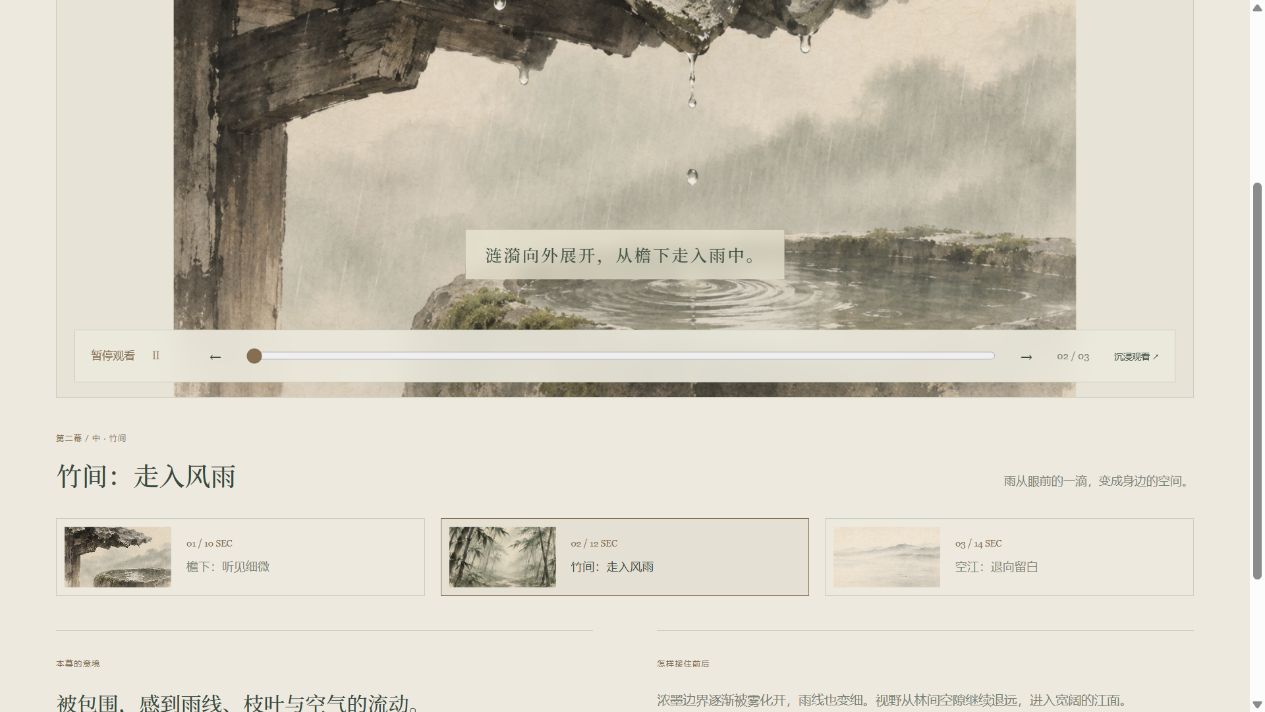 涟漪向外展开，从檐下走入雨中。
暂停观看 II ← → 02 / 03 沉浸观看 ↗
第二幕 / 中 · 竹间
竹间：走入风雨
雨从眼前的一滴，变成身边的空间。
01 / 10 SEC
檐下：听见细微
02 / 12 SEC
竹间：走入风雨
03 / 14 SEC
空江：退向留白
本幕的意境
被包围，感到雨线、枝叶与空气的流动。
怎样接住前后
浓墨边界逐渐被雾化开，雨线也变细。视野从林间空隙继续退远，进入宽阔的江面。